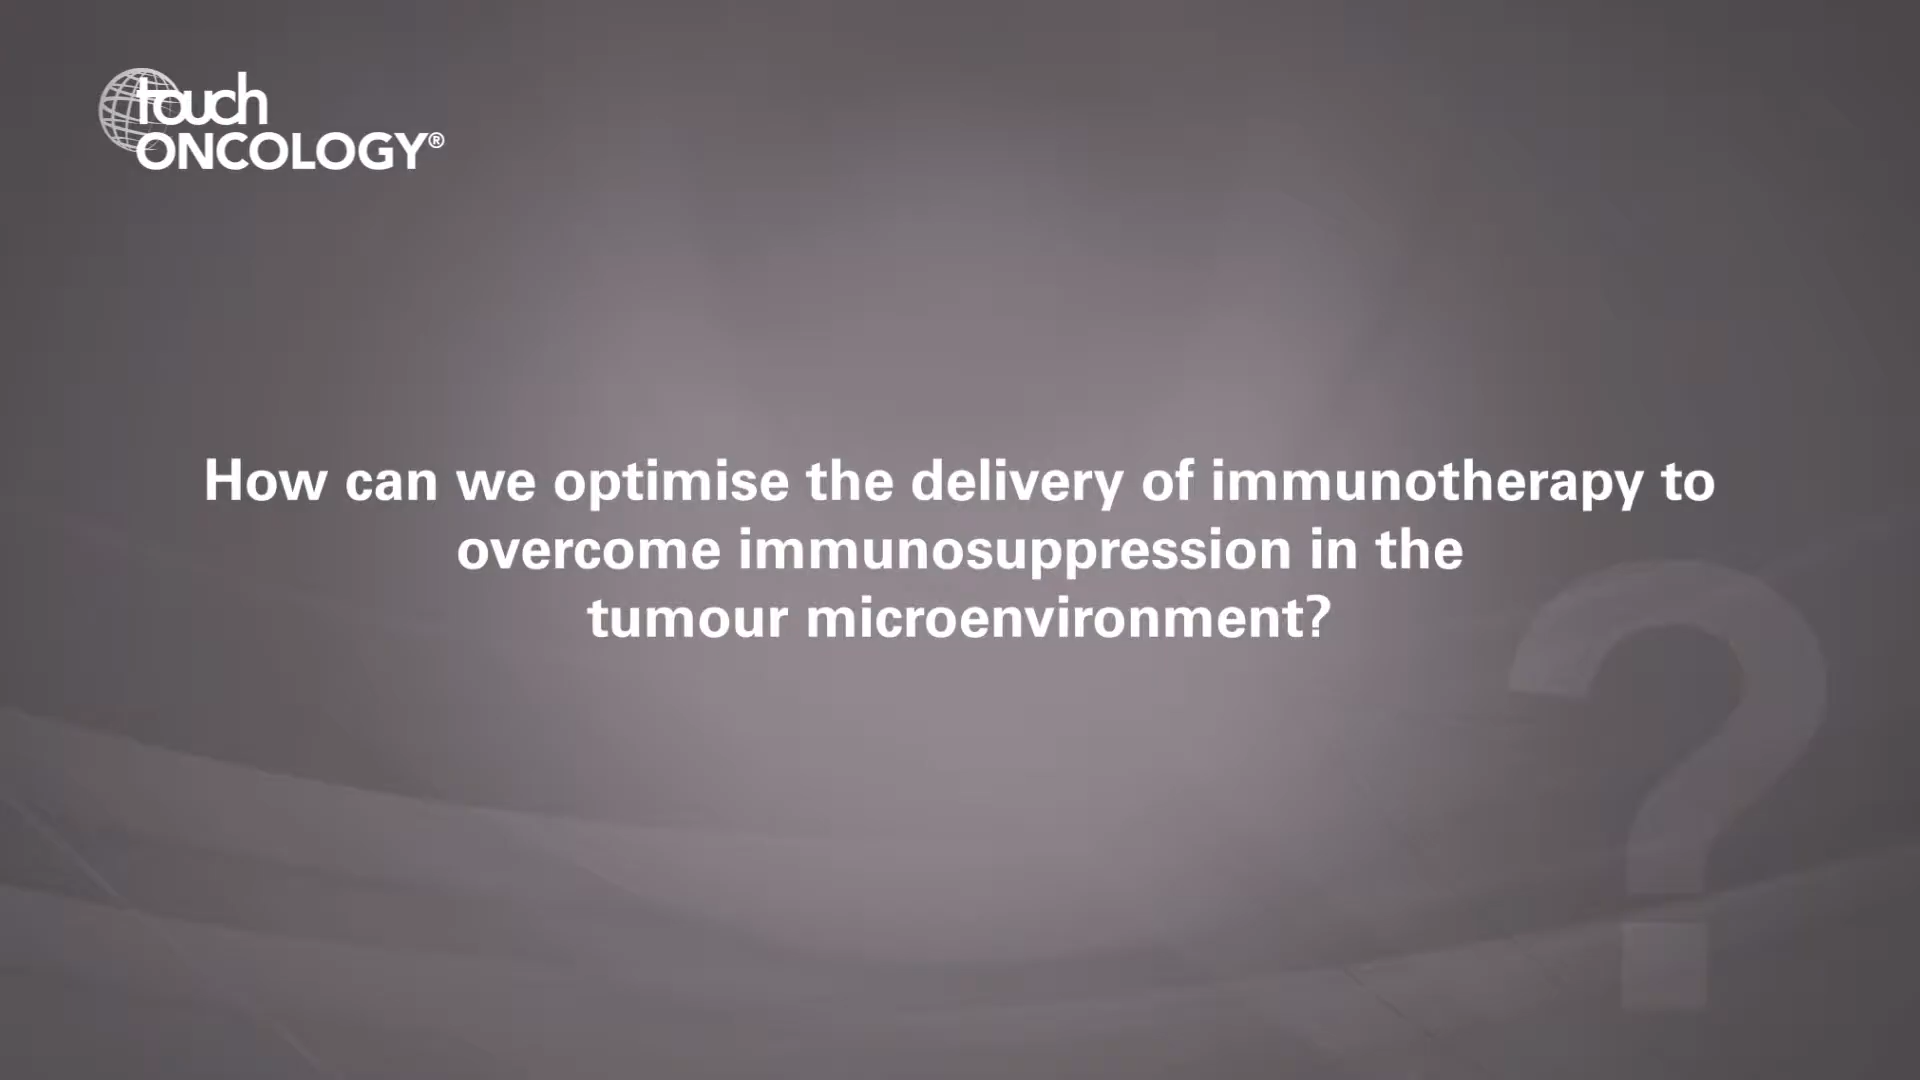 touch
ONCOLOGY®
How can we optimise the delivery of immunotherapy to
overcome immunosuppression in the
tumour microenvironment?
?